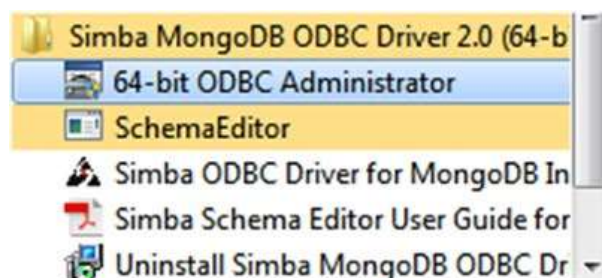 Simba MongoDB ODBC Driver 2.0 (64-b
64-bit ODBC Administrator
SchemaEditor
Simba ODBC Driver for MongoDB In
Simba Schema Editor User Guide for
Uninstall Simba MongoDB ODBC Dr